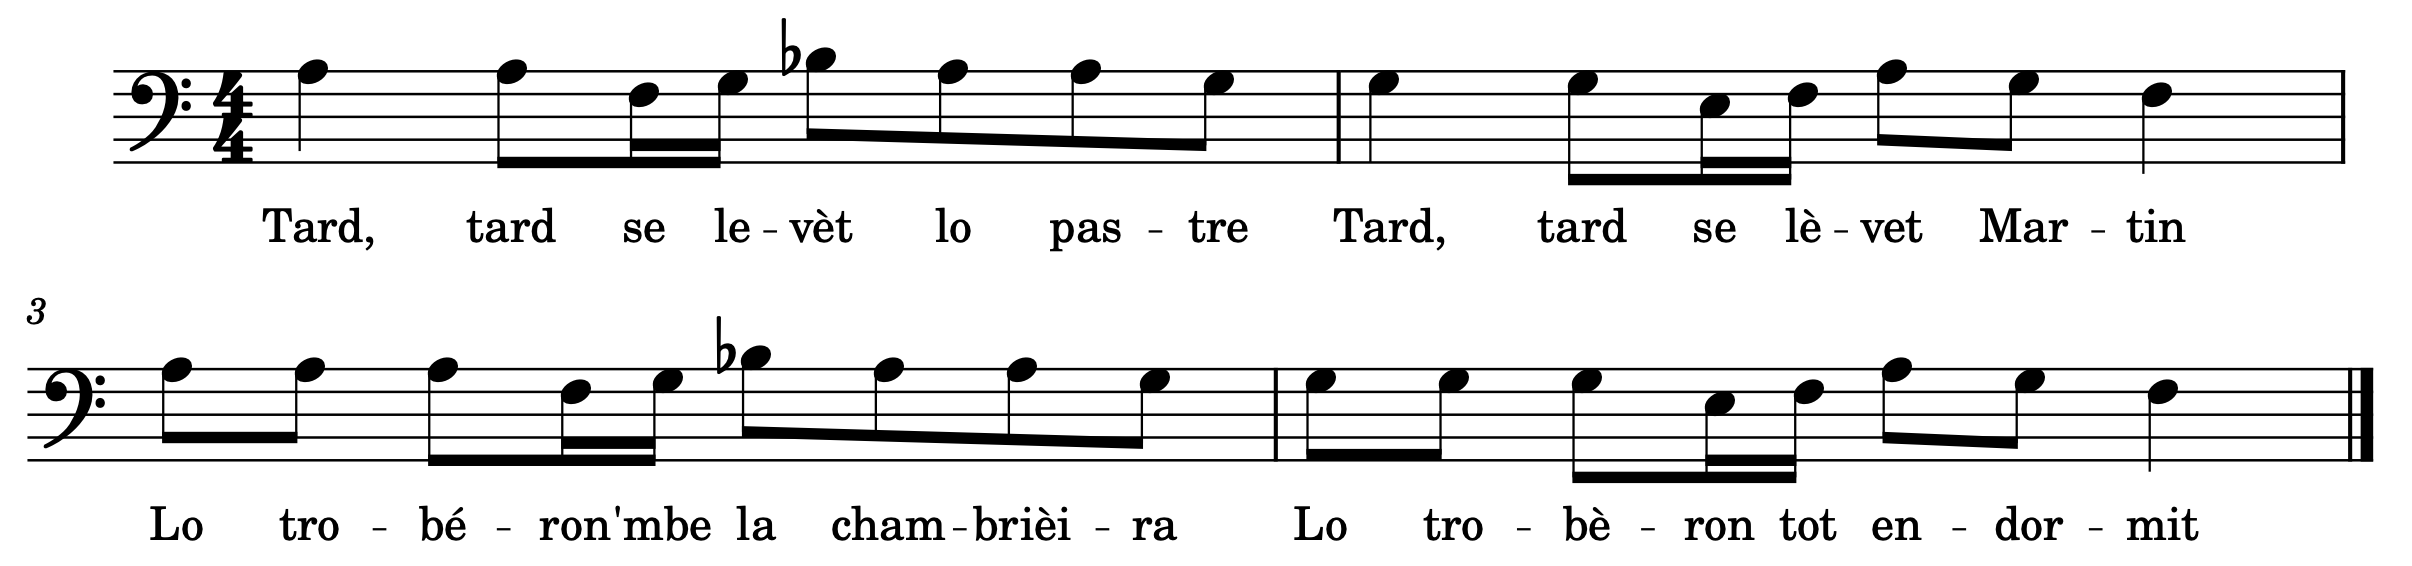 Tard, tard se le - vèt lo pas - tre Tard, tard se lè - vet Mar - tin
3
Lo tro - bé - ron'mbe la cham - brièi - ra Lo tro - bè - ron tot en - dor - mit